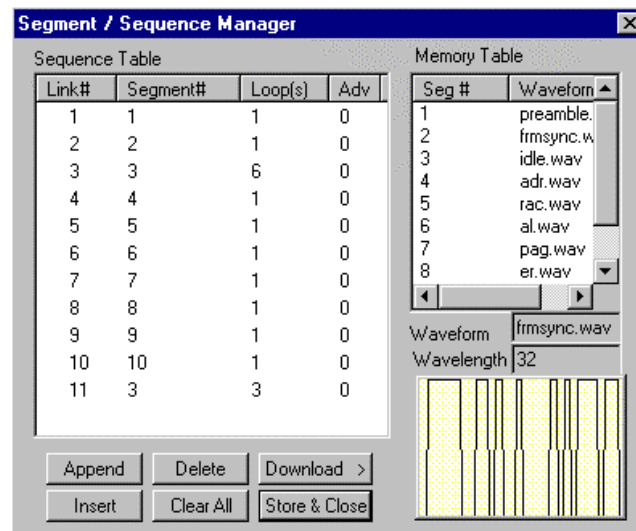 Segment / Sequence Manager
Sequence Table
Link# Segment# Loop(s) Adv
1 1 1 0
2 2 1 0
3 3 6 0
4 4 1 0
5 5 1 0
6 6 1 0
7 7 1 0
8 8 1 0
9 9 1 0
10 10 1 0
11 3 3 0
Append Delete Download >
Insert Clear All Store & Close
Memory Table
Seg # Waveform
1 preamble.
2 frmsync.w
3 idle.wav
4 adr.wav
5 rac.wav
6 al.wav
7 pag.wav
8 er.wav
Waveform frmsync.wav
Wavelength 32